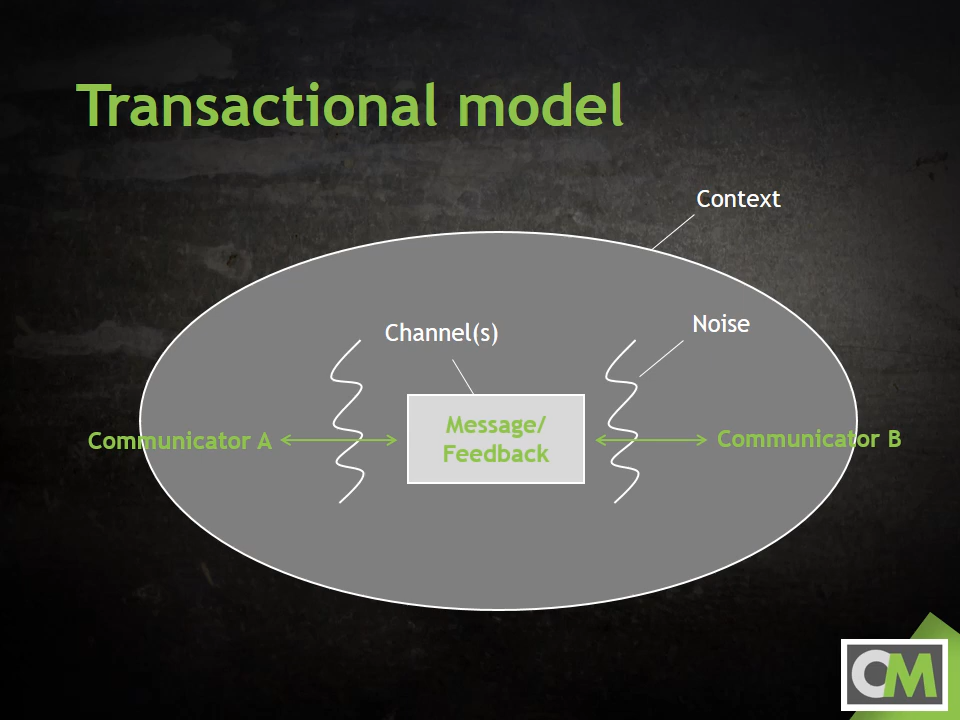 Transactional model
Context
Channel(s)
Noise
Message/
Feedback
Communicator A
Communicator B
CM